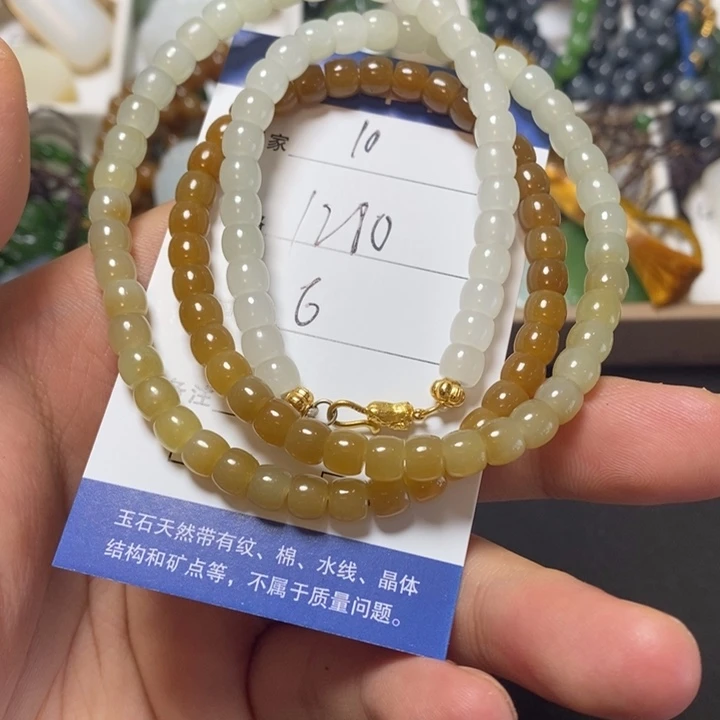 家 10
1290
6
备注
玉石天然带有纹、棉、水线、晶体
结构和矿点等，不属于质量问题。